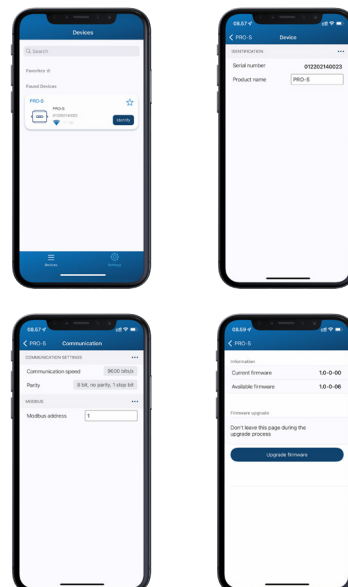 Devices
Search
Favorites
Found Devices
PRO-S
PRO-S
Identify
Devices
Settings
08.57
PRO-S
Device
IDENTIFICATION
Serial number
012202140023
Product name
PRO-S
08.57
PRO-S
Communication
COMMUNICATION SETTINGS
Communication speed
9600 bits/s
Parity
8 bit, no parity, 1 stop bit
MODBUS
Modbus address
1
08.59
PRO-S
Information
Current firmware
1.0-0-00
Available firmware
1.0-0-06
Firmware upgrade
Don't leave this page during the
upgrade process
Upgrade firmware